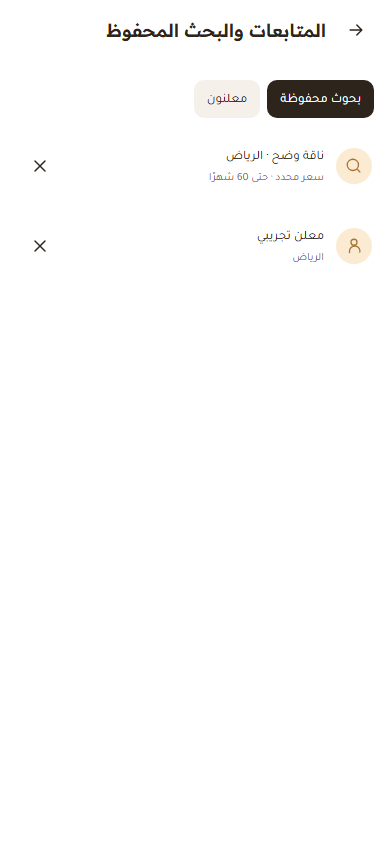 المتابعات والبحث المحفوظ
بحوث محفوظة
معلنون
ناقة وضح · الرياض
سعر محدد · حتى 60 شهرًا
معلن تجريبي
الرياض